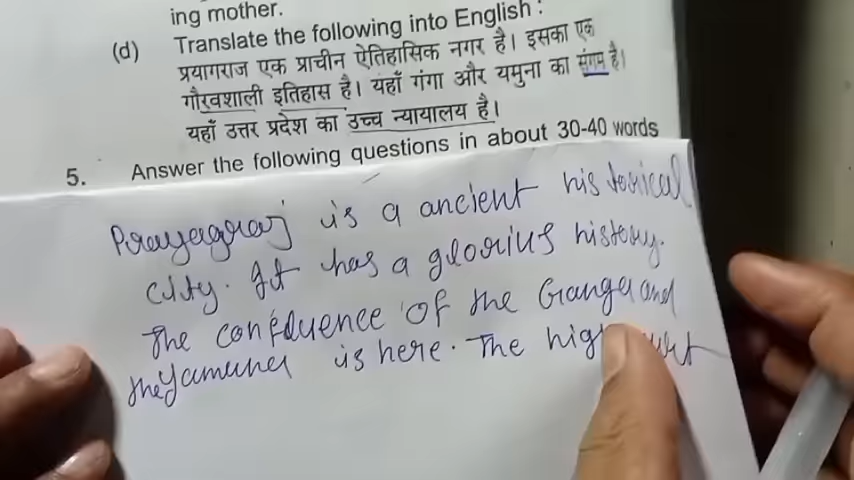 ing mother.
(d) Translate the following into English :
प्रयागराज एक प्राचीन ऐतिहासिक नगर है। इसका एक
गौरवशाली इतिहास है। यहाँ गंगा और यमुना का संगम है।
यहाँ उत्तर प्रदेश का उच्च न्यायालय है।
5. Answer the following questions in about 30-40 words
Prayagraj is a ancient historical
city. It has a glorius history.
The confluence of the Ganga and
the Yamuna is here. The